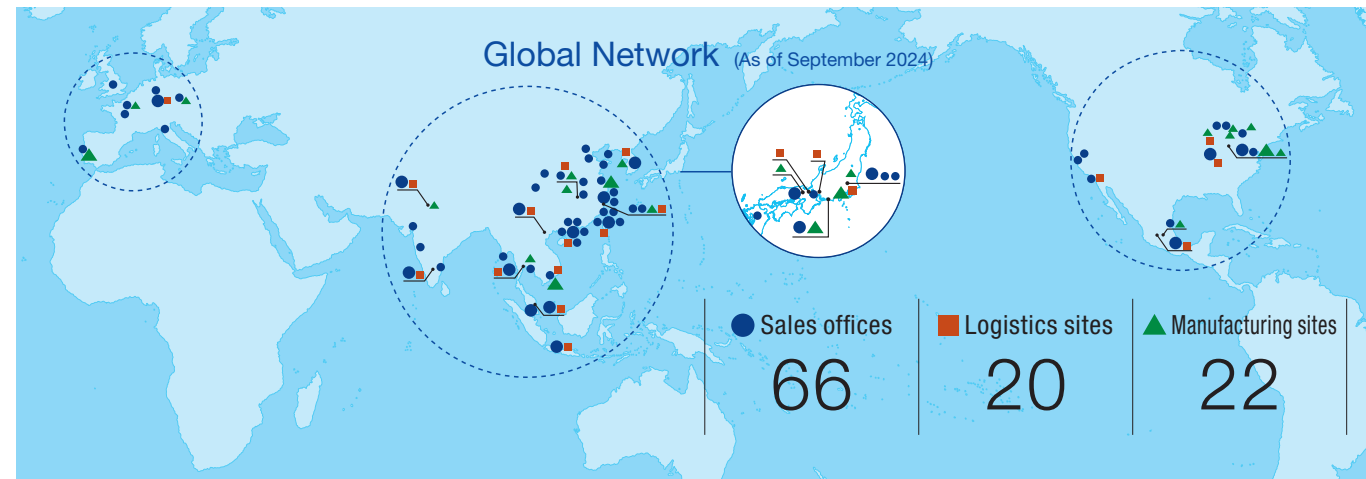 Global Network (As of September 2024)
Sales offices
66
Logistics sites
20
Manufacturing sites
22